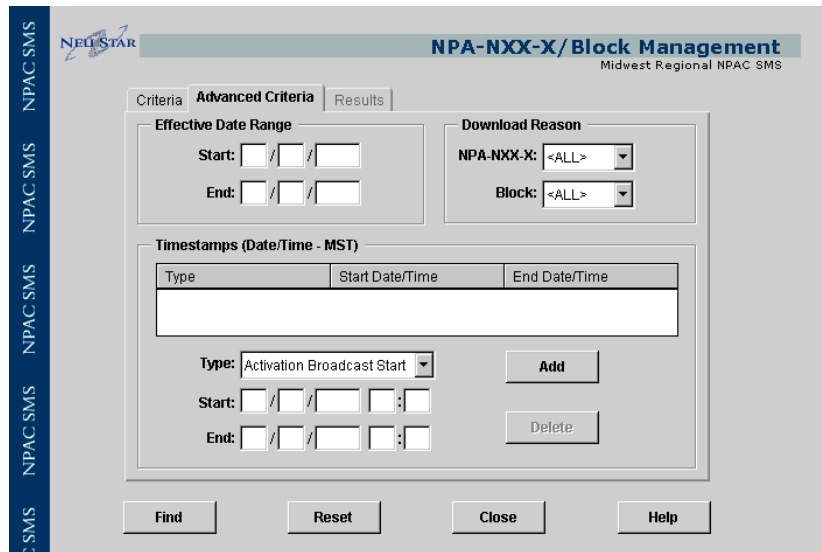 NPAC SMS
NPAC SMS
NPAC SMS
NPAC SMS
C SMS
NEUSTAR
NPA-NXX-X/Block Management
Midwest Regional NPAC SMS
Criteria Advanced Criteria Results
Effective Date Range Download Reason
Start: / / NPA-NXX-X: <ALL>
End: / / Block: <ALL>
Timestamps (Date/Time - MST)
Type Start Date/Time End Date/Time
Type: Activation Broadcast Start Add
Start: / / :
End: / / : Delete
Find Reset Close Help